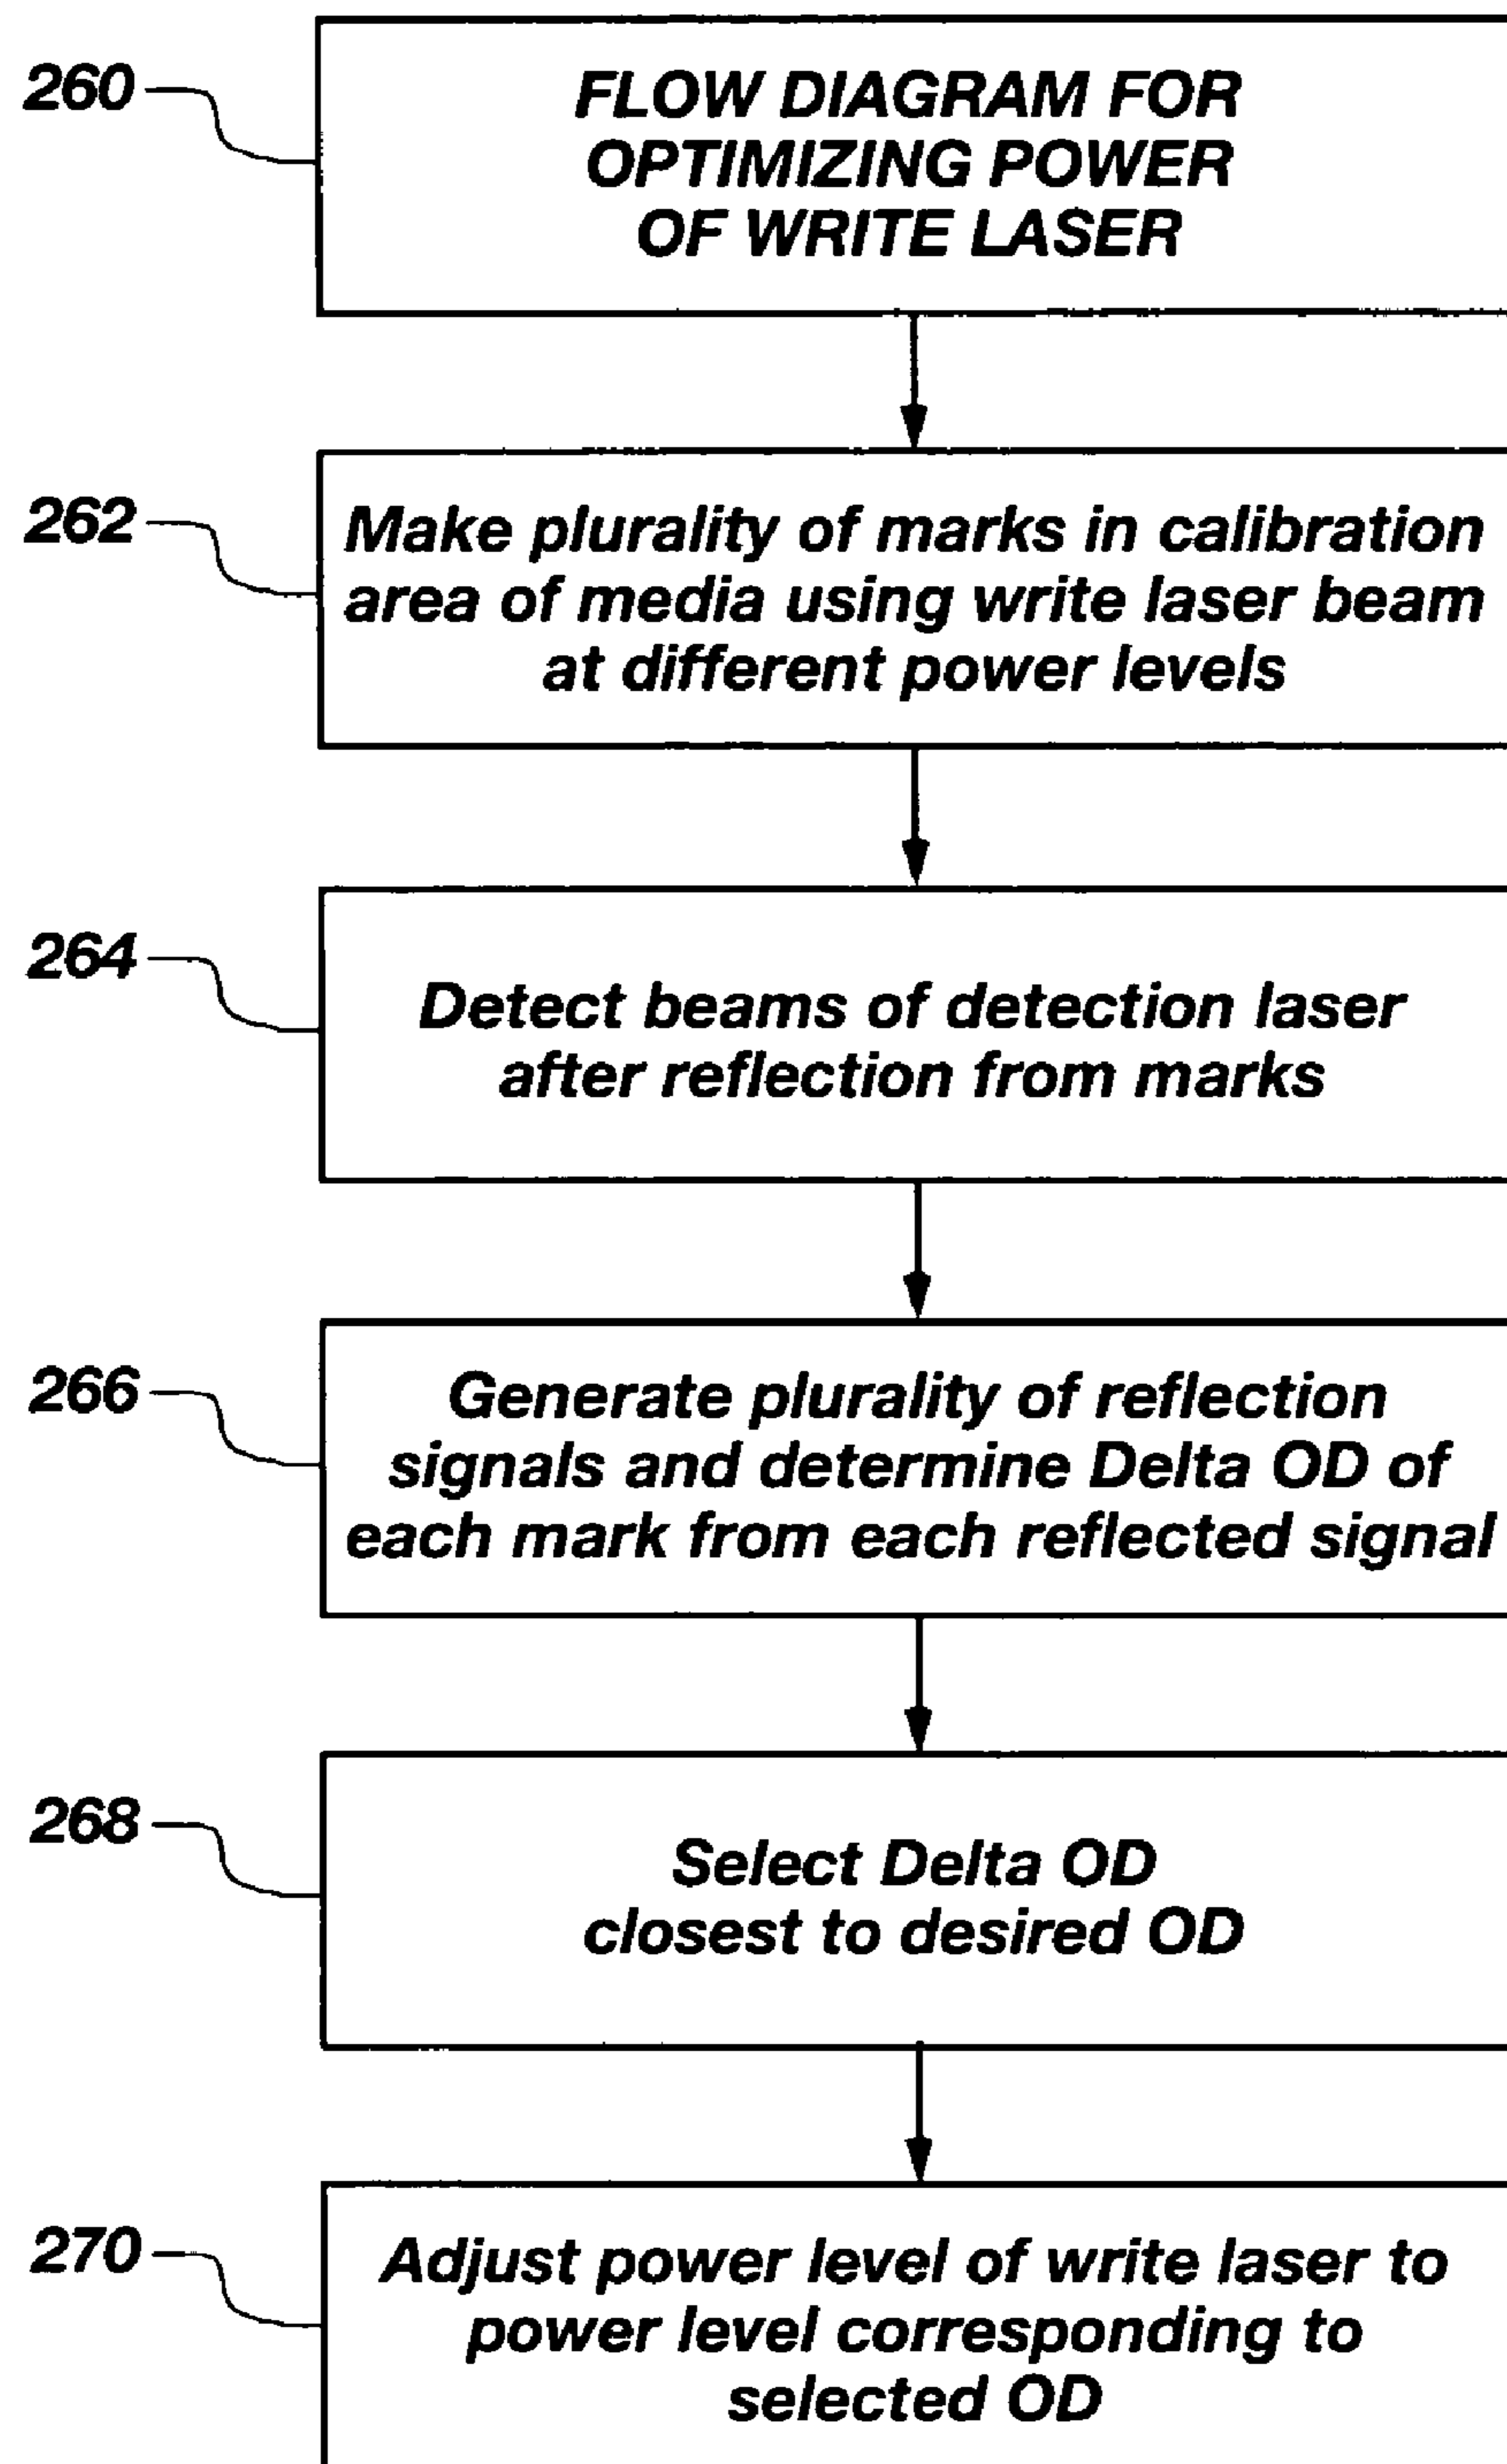 260
FLOW DIAGRAM FOR
OPTIMIZING POWER
OF WRITE LASER
262
Make plurality of marks in calibration
area of media using write laser beam
at different power levels
264
Detect beams of detection laser
after reflection from marks
266
Generate plurality of reflection
signals and determine Delta OD of
each mark from each reflected signal
268
Select Delta OD
closest to desired OD
270
Adjust power level of write laser to
power level corresponding to
selected OD